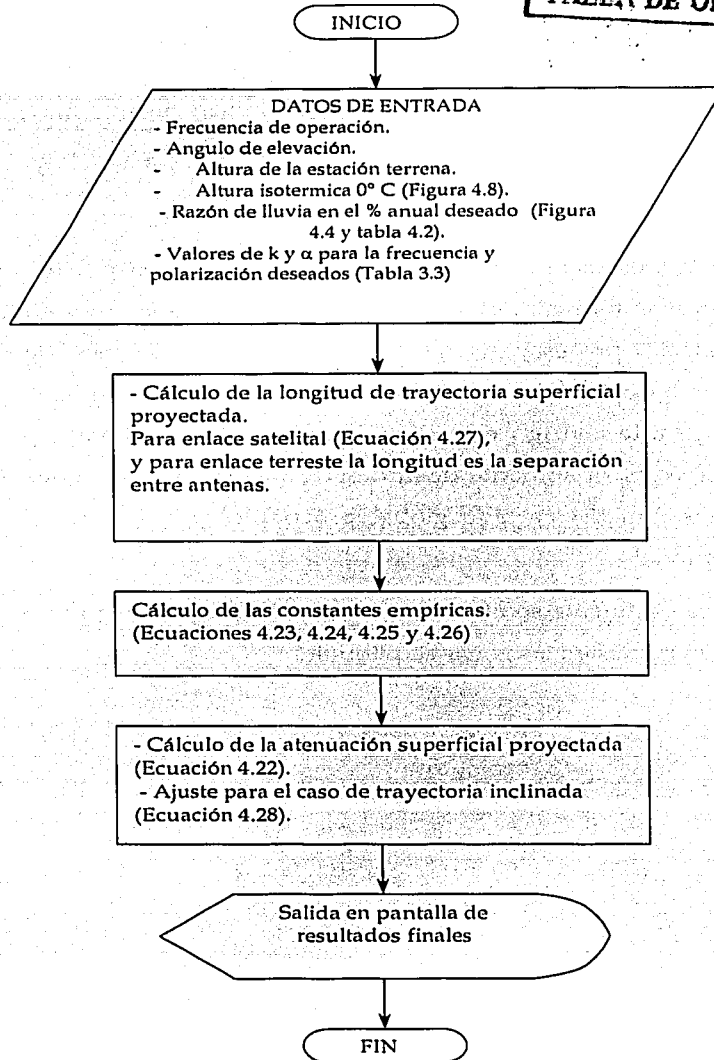 INICIO
DATOS DE ENTRADA
- Frecuencia de operación.
- Angulo de elevación.
- Altura de la estación terrena.
- Altura isotermica 0° C (Figura 4.8).
- Razón de lluvia en el % anual deseado (Figura
4.4 y tabla 4.2).
- Valores de k y α para la frecuencia y
polarización deseados (Tabla 3.3)
- Cálculo de la longitud de trayectoria superficial
proyectada.
Para enlace satelital (Ecuación 4.27),
y para enlace terreste la longitud es la separación
entre antenas.
Cálculo de las constantes empíricas.
(Ecuaciones 4.23, 4.24, 4.25 y 4.26)
- Cálculo de la atenuación superficial proyectada
(Ecuación 4.22).
- Ajuste para el caso de trayectoria inclinada
(Ecuación 4.28).
Salida en pantalla de
resultados finales
FIN